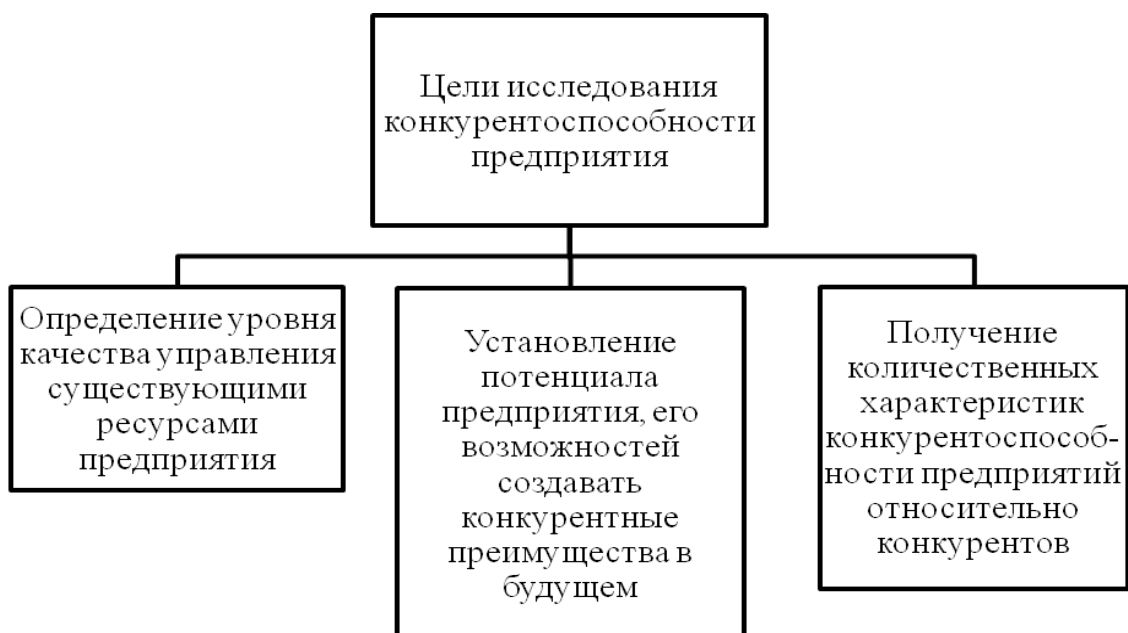 Цели исследования
конкурентоспособности
предприятия
Определение уровня
качества управления
существующими
ресурсами
предприятия
Установление
потенциала
предприятия, его
возможностей
создавать
конкурентные
преимущества в
будущем
Получение
количественных
характеристик
конкурентоспособ-
ности предприятий
относительно
конкурентов